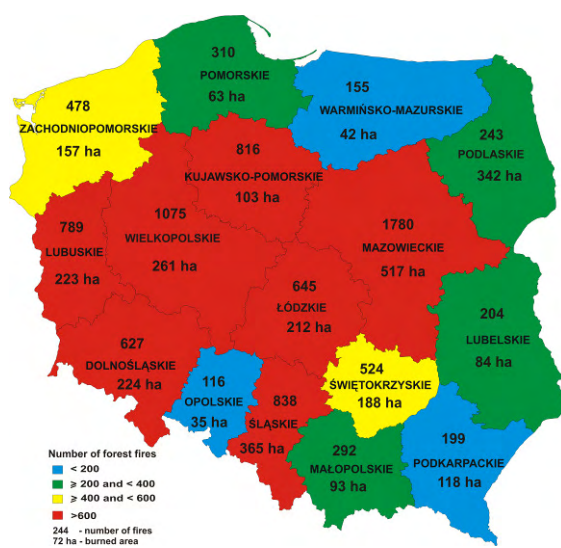 310
POMORSKIE
63 ha
155
WARMIŃSKO-MAZURSKIE
42 ha
478
ZACHODNIOPOMORSKIE
157 ha
243
PODLASKIE
342 ha
816
KUJAWSKO-POMORSKIE
103 ha
1075
WIELKOPOLSKIE
261 ha
1780
MAZOWIECKIE
517 ha
789
LUBUSKIE
223 ha
645
ŁÓDZKIE
212 ha
204
LUBELSKIE
84 ha
627
DOLNOŚLĄSKIE
224 ha
524
ŚWIĘTOKRZYSKIE
188 ha
116
OPOLSKIE
35 ha
838
ŚLĄSKIE
365 ha
292
MAŁOPOLSKIE
93 ha
199
PODKARPACKIE
118 ha
Number of forest fires
< 200
⩾ 200 and < 400
⩾ 400 and < 600
>600
244 - number of fires
72 ha - burned area